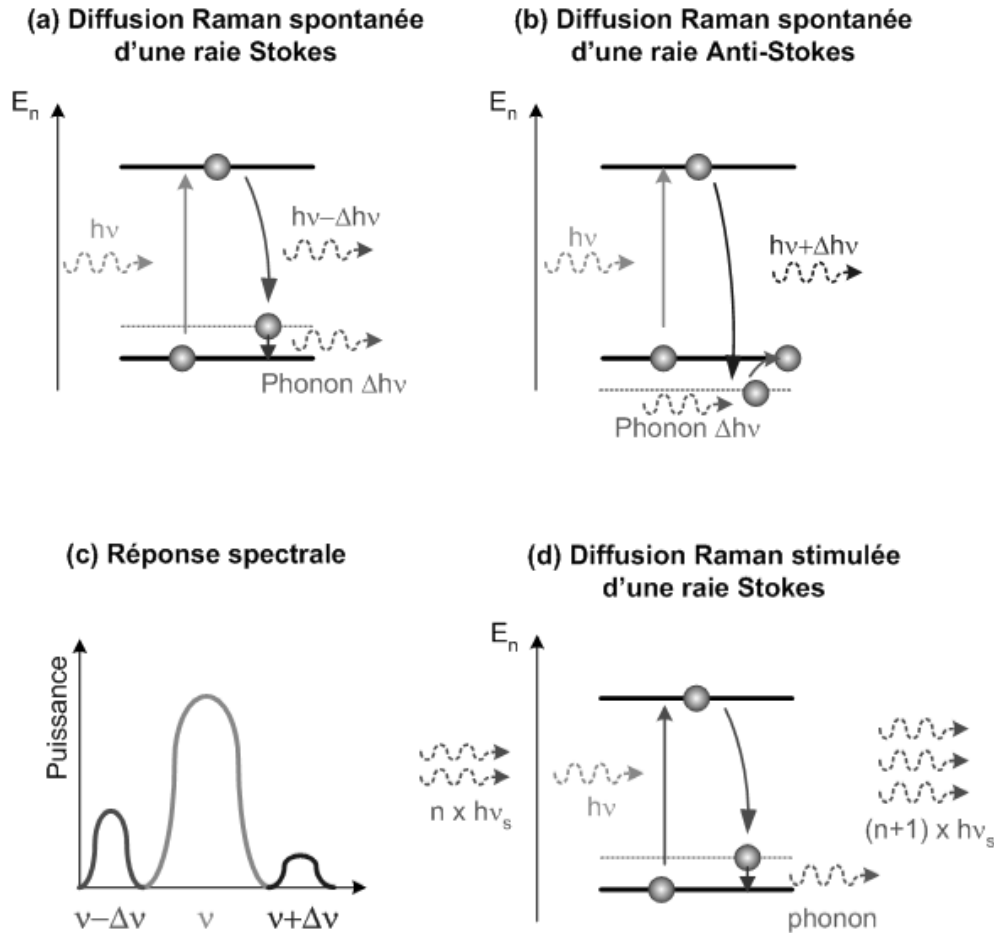 (a) Diffusion Raman spontanée
d'une raie Stokes
(b) Diffusion Raman spontanée
d'une raie Anti-Stokes
Eₙ
hν
hν−Δhν
Phonon Δhν
Eₙ
hν
hν+Δhν
Phonon Δhν
(c) Réponse spectrale
(d) Diffusion Raman stimulée
d'une raie Stokes
Puissance
ν−Δν
ν
ν+Δν
Eₙ
n x hνₛ
hν
(n+1) x hνₛ
phonon